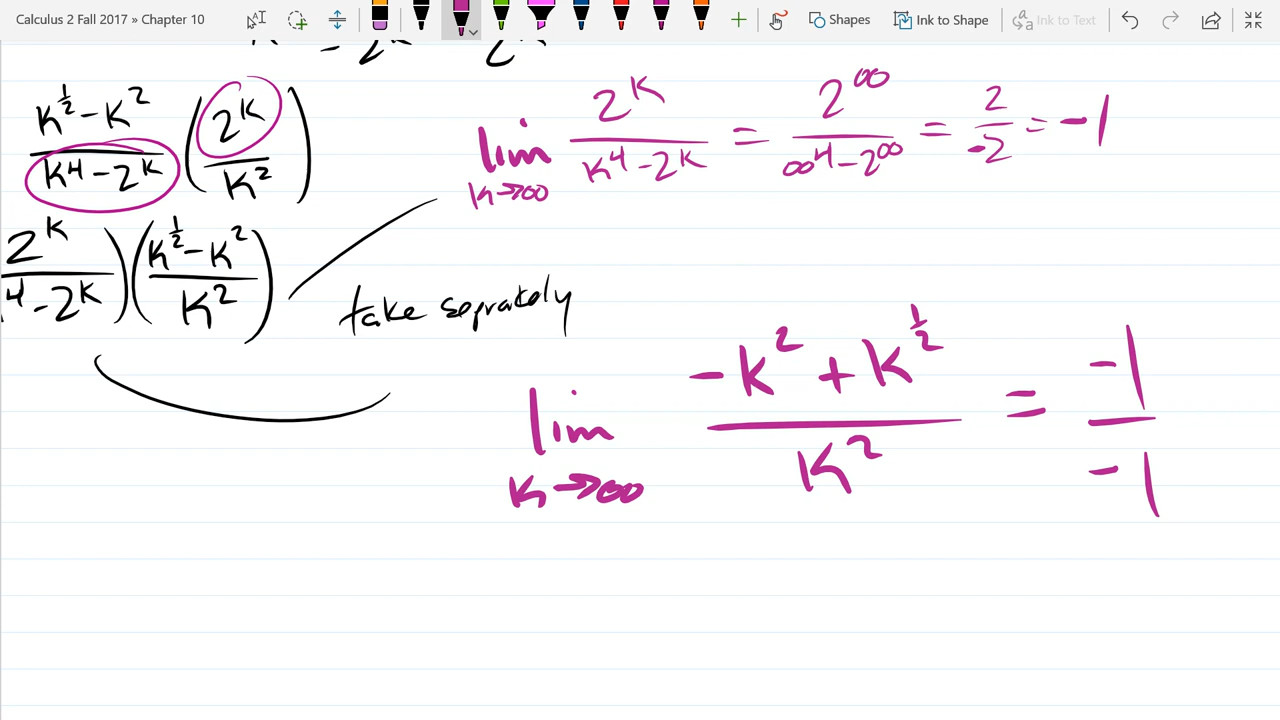 Calculus 2 Fall 2017 » Chapter 10
Shapes
Ink to Shape
Ink to Text
(k^{1/2} - k^2)/(k^4 - 2^k) (2^k/k^2)
2^k/(4 - 2^k)) ((k^{1/2} - k^2)/k^2)
take seprately
lim k→∞ 2^k/(k^4 - 2^k) = 2^∞/(∞^4 - 2^∞) = 2/-2 = -1
lim k→∞ (-k^2 + k^{1/2})/k^2 = -1/-1